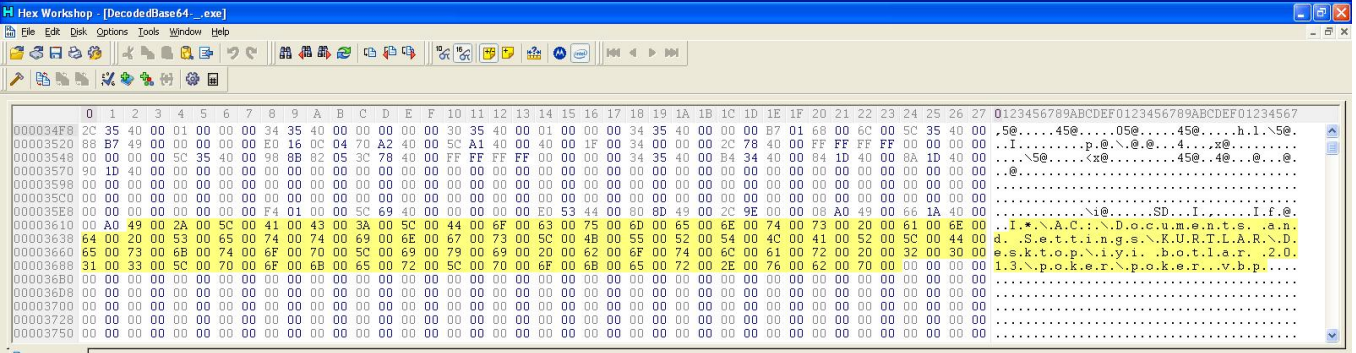 Hex Workshop - [DecodedBase64-_.exe]
File Edit Disk Options Tools Window Help
0 1 2 3 4 5 6 7 8 9 A B C D E F 10 11 12 13 14 15 16 17 18 19 1A 1B 1C 1D 1E 1F 20 21 22 23 24 25 26 27 0123456789ABCDEF0123456789ABCDEF01234567
000034F8 2C 35 40 00 01 00 00 00 34 35 40 00 00 00 00 00 30 35 40 00 01 00 00 00 34 35 40 00 00 00 B7 01 68 00 6C 00 5C 35 40 00 ,5@.....45@.....05@.....45@.....h.l.\5@.
00003520 88 B7 49 00 00 00 00 00 E0 16 0C 04 70 A2 40 00 5C A1 40 00 40 00 1F 00 34 00 00 00 2C 78 40 00 FF FF FF FF 00 00 00 00 ..I.........p.@.\.@.@...4...,x@.........
00003548 00 00 00 00 5C 35 40 00 98 8B 82 05 3C 78 40 00 FF FF FF FF 00 00 00 00 34 35 40 00 B4 34 40 00 84 1D 40 00 8A 1D 40 00 ....\5@.....<x@.........45@..4@...@...@.
00003570 90 1D 40 00 00 00 00 00 00 00 00 00 00 00 00 00 00 00 00 00 00 00 00 00 00 00 00 00 00 00 00 00 00 00 00 00 00 00 00 00 ..@.....................................
00003598 00 00 00 00 00 00 00 00 00 00 00 00 00 00 00 00 00 00 00 00 00 00 00 00 00 00 00 00 00 00 00 00 00 00 00 00 00 00 00 00 ........................................
000035C0 00 00 00 00 00 00 00 00 00 00 00 00 00 00 00 00 00 00 00 00 00 00 00 00 00 00 00 00 00 00 00 00 00 00 00 00 00 00 00 00 ........................................
000035E8 00 00 00 00 00 00 00 00 F4 01 00 00 5C 69 40 00 00 00 00 00 E0 53 44 00 80 8D 49 00 2C 9E 00 00 08 A0 49 00 66 1A 40 00 ............\i@......SD...I.,.....I.f.@.
00003610 00 A0 49 00 2A 00 5C 00 41 00 43 00 3A 00 5C 00 44 00 6F 00 63 00 75 00 6D 00 65 00 6E 00 74 00 73 00 20 00 61 00 6E 00 ..I.*.\.A.C.:.\.D.o.c.u.m.e.n.t.s. .a.n.
00003638 64 00 20 00 53 00 65 00 74 00 74 00 69 00 6E 00 67 00 73 00 5C 00 4B 00 55 00 52 00 54 00 4C 00 41 00 52 00 5C 00 44 00 d. .S.e.t.t.i.n.g.s.\.K.U.R.T.L.A.R.\.D.
00003660 65 00 73 00 6B 00 74 00 6F 00 70 00 5C 00 69 00 79 00 69 00 20 00 62 00 6F 00 74 00 6C 00 61 00 72 00 20 00 32 00 30 00 e.s.k.t.o.p.\.i.y.i. .b.o.t.l.a.r. .2.0.
00003688 31 00 33 00 5C 00 70 00 6F 00 6B 00 65 00 72 00 5C 00 70 00 6F 00 6B 00 65 00 72 00 2E 00 76 00 62 00 70 00 00 00 00 00 1.3.\.p.o.k.e.r.\.p.o.k.e.r...v.b.p.....
000036B0 00 00 00 00 00 00 00 00 00 00 00 00 00 00 00 00 00 00 00 00 00 00 00 00 00 00 00 00 00 00 00 00 00 00 00 00 00 00 00 00 ........................................
000036D8 00 00 00 00 00 00 00 00 00 00 00 00 00 00 00 00 00 00 00 00 00 00 00 00 00 00 00 00 00 00 00 00 00 00 00 00 00 00 00 00 ........................................
00003700 00 00 00 00 00 00 00 00 00 00 00 00 00 00 00 00 00 00 00 00 00 00 00 00 00 00 00 00 00 00 00 00 00 00 00 00 00 00 00 00 ........................................
00003728 00 00 00 00 00 00 00 00 00 00 00 00 00 00 00 00 00 00 00 00 00 00 00 00 00 00 00 00 00 00 00 00 00 00 00 00 00 00 00 00 ........................................
00003750 00 00 00 00 00 00 00 00 00 00 00 00 00 00 00 00 00 00 00 00 00 00 00 00 00 00 00 00 00 00 00 00 00 00 00 00 00 00 00 00 ........................................